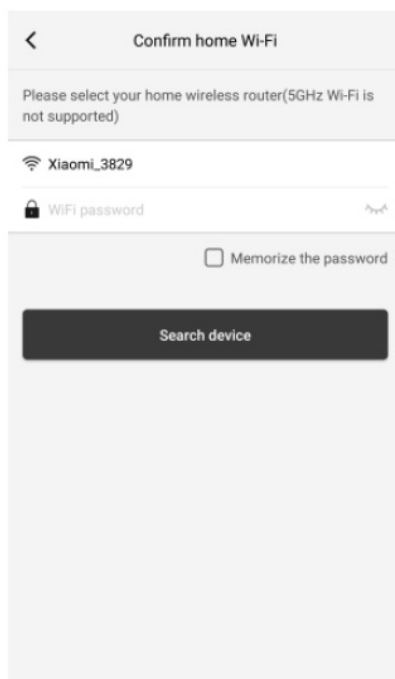 Confirm home Wi-Fi
Please select your home wireless router(5GHz Wi-Fi is
not supported)
Xiaomi_3829
WiFi password
Memorize the password
Search device